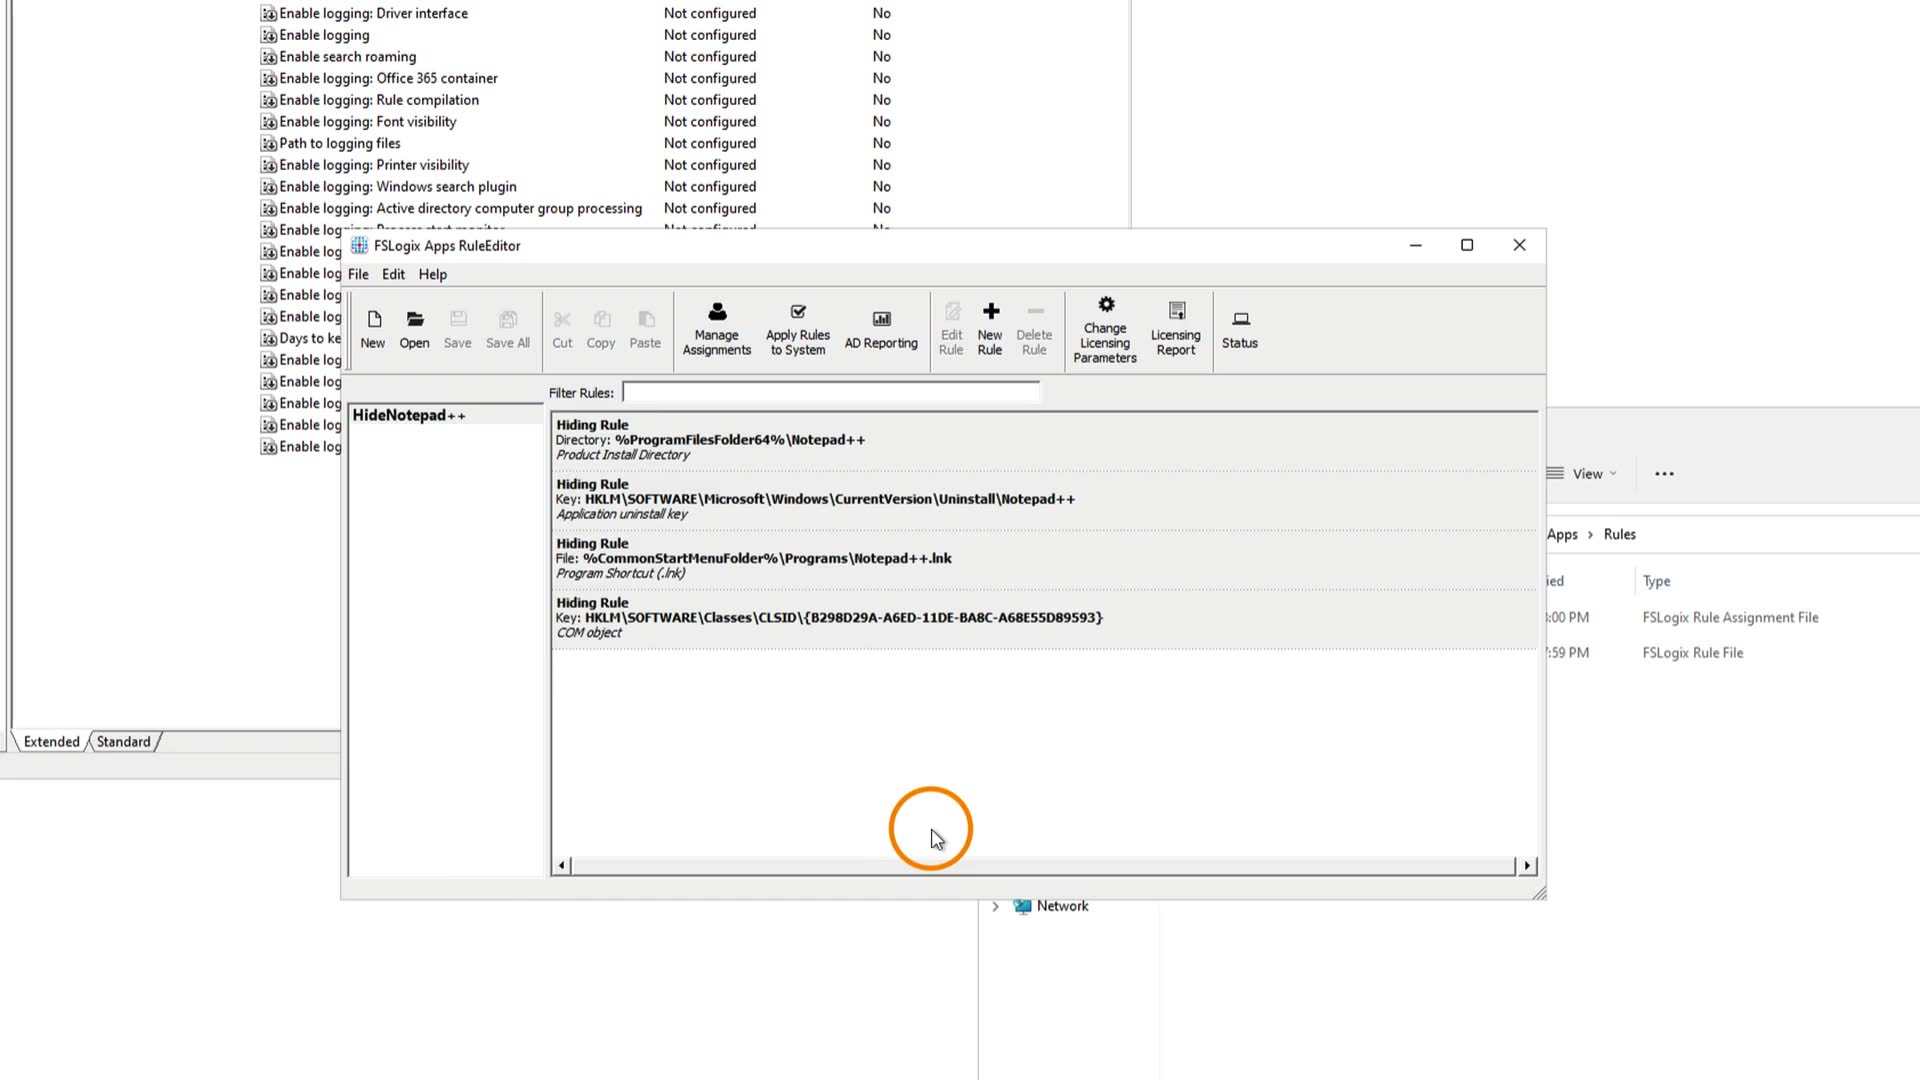 Enable logging: Driver interface Not configured No
Enable logging Not configured No
Enable search roaming Not configured No
Enable logging: Office 365 container Not configured No
Enable logging: Rule compilation Not configured No
Enable logging: Font visibility Not configured No
Path to logging files Not configured No
Enable logging: Printer visibility Not configured No
Enable logging: Windows search plugin Not configured No
Enable logging: Active directory computer group processing Not configured No
Enable log
Enable log
Enable log
Enable log
Enable log
Days to ke
Enable log
Enable log
Enable log
Enable log
Enable log
Extended Standard
FSLogix Apps RuleEditor
File Edit Help
New Open Save Save All Cut Copy Paste Manage Assignments Apply Rules to System AD Reporting Edit Rule New Rule Delete Rule Change Licensing Parameters Licensing Report Status
Filter Rules:
HideNotepad++
Hiding Rule
Directory: %ProgramFilesFolder64%\Notepad++
Product Install Directory
Hiding Rule
Key: HKLM\SOFTWARE\Microsoft\Windows\CurrentVersion\Uninstall\Notepad++
Application uninstall key
Hiding Rule
File: %CommonStartMenuFolder%\Programs\Notepad++.lnk
Program Shortcut (.lnk)
Hiding Rule
Key: HKLM\SOFTWARE\Classes\CLSID\{B298D29A-A6ED-11DE-BA8C-A68E55D89593}
COM object
View
Apps > Rules
ied Type
:00 PM FSLogix Rule Assignment File
:59 PM FSLogix Rule File
Network